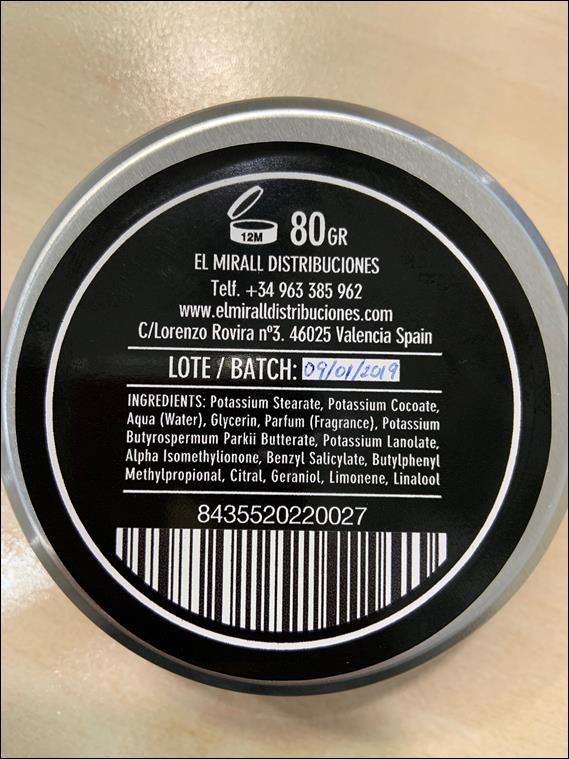 12M 80GR
EL MIRALL DISTRIBUCIONES
Telf. +34 963 385 962
www.elmiralldistribuciones.com
C/Lorenzo Rovira nº3. 46025 Valencia Spain
LOTE / BATCH: 09/01/2019
INGREDIENTS: Potassium Stearate, Potassium Cocoate,
Aqua (Water), Glycerin, Parfum (Fragrance), Potassium
Butyrospermum Parkii Butterate, Potassium Lanolate,
Alpha Isomethylionone, Benzyl Salicylate, Butylphenyl
Methylpropional, Citral, Geraniol, Limonene, Linalool
8435520220027